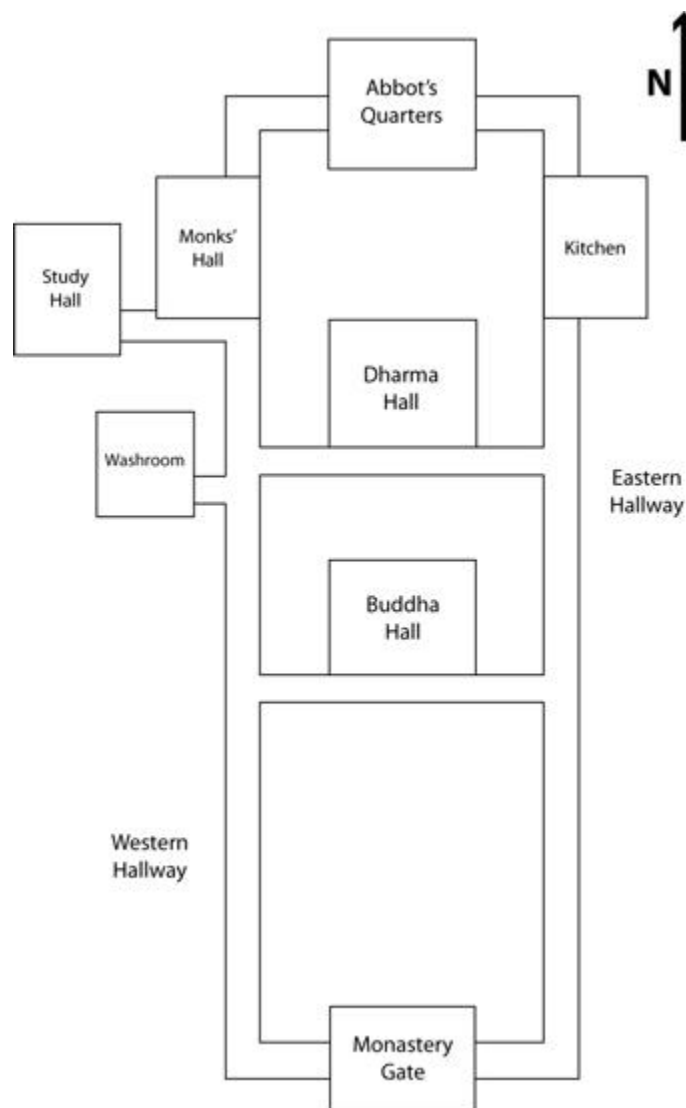 N
Abbot's
Quarters
Monks'
Hall
Kitchen
Study
Hall
Dharma
Hall
Washroom
Eastern
Hallway
Buddha
Hall
Western
Hallway
Monastery
Gate